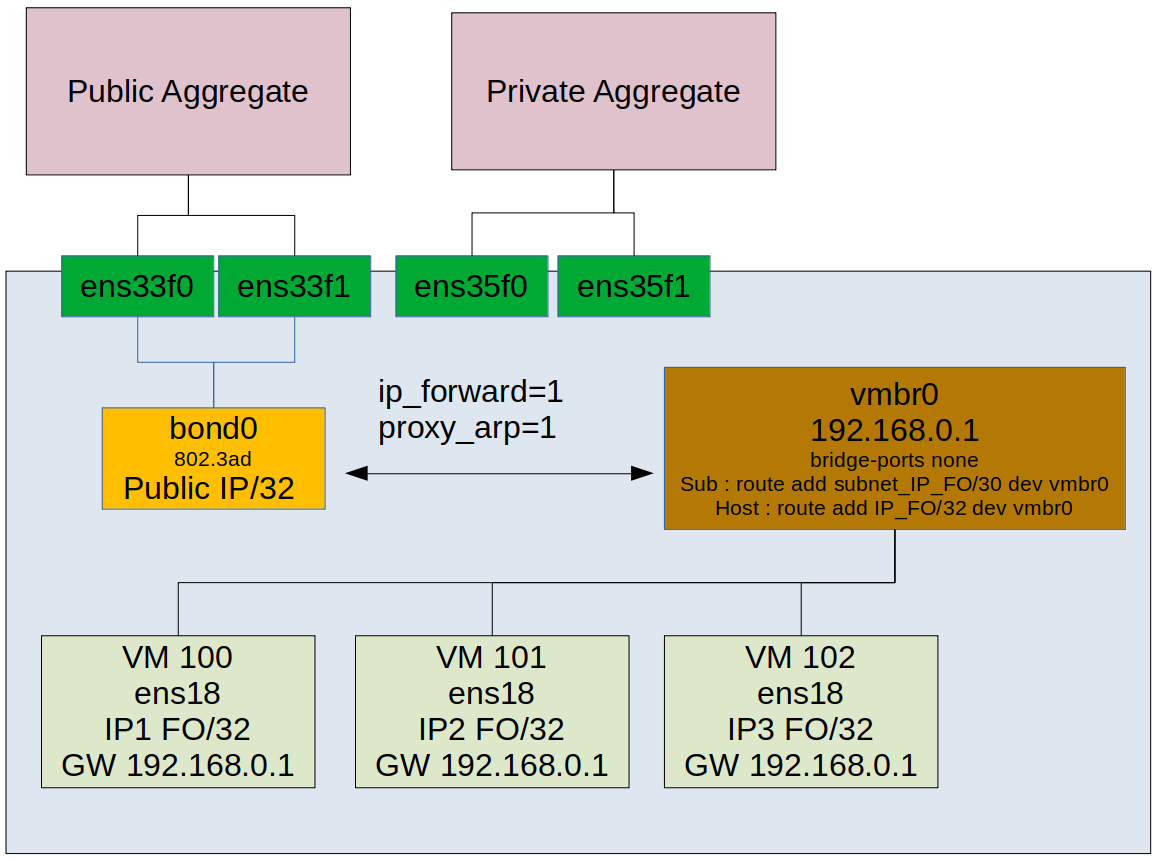 Public Aggregate
Private Aggregate
ens33f0
ens33f1
ens35f0
ens35f1
ip_forward=1
proxy_arp=1
bond0
802.3ad
Public IP/32
vmbr0
192.168.0.1
bridge-ports none
Sub : route add subnet_IP_FO/30 dev vmbr0
Host : route add IP_FO/32 dev vmbr0
VM 100
ens18
IP1 FO/32
GW 192.168.0.1
VM 101
ens18
IP2 FO/32
GW 192.168.0.1
VM 102
ens18
IP3 FO/32
GW 192.168.0.1